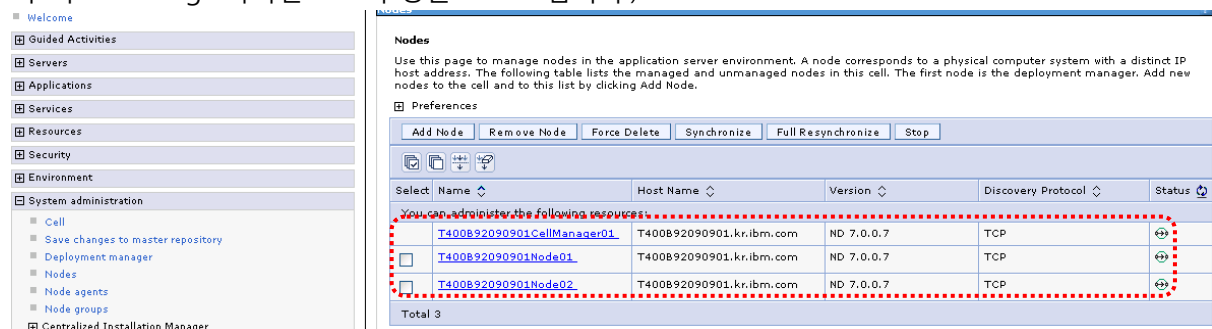 Welcome
Guided Activities
Servers
Applications
Services
Resources
Security
Environment
System administration
Cell
Save changes to master repository
Deployment manager
Nodes
Node agents
Node groups
Centralized Installation Manager
Nodes
Use this page to manage nodes in the application server environment. A node corresponds to a physical computer system with a distinct IP
host address. The following table lists the managed and unmanaged nodes in this cell. The first node is the deployment manager. Add new
nodes to the cell and to this list by clicking Add Node.
Preferences
Add Node Remove Node Force Delete Synchronize Full Resynchronize Stop
Select Name Host Name Version Discovery Protocol Status
You can administer the following resources:
T400B92090901CellManager01 T400B92090901.kr.ibm.com ND 7.0.0.7 TCP
T400B92090901Node01 T400B92090901.kr.ibm.com ND 7.0.0.7 TCP
T400B92090901Node02 T400B92090901.kr.ibm.com ND 7.0.0.7 TCP
Total 3